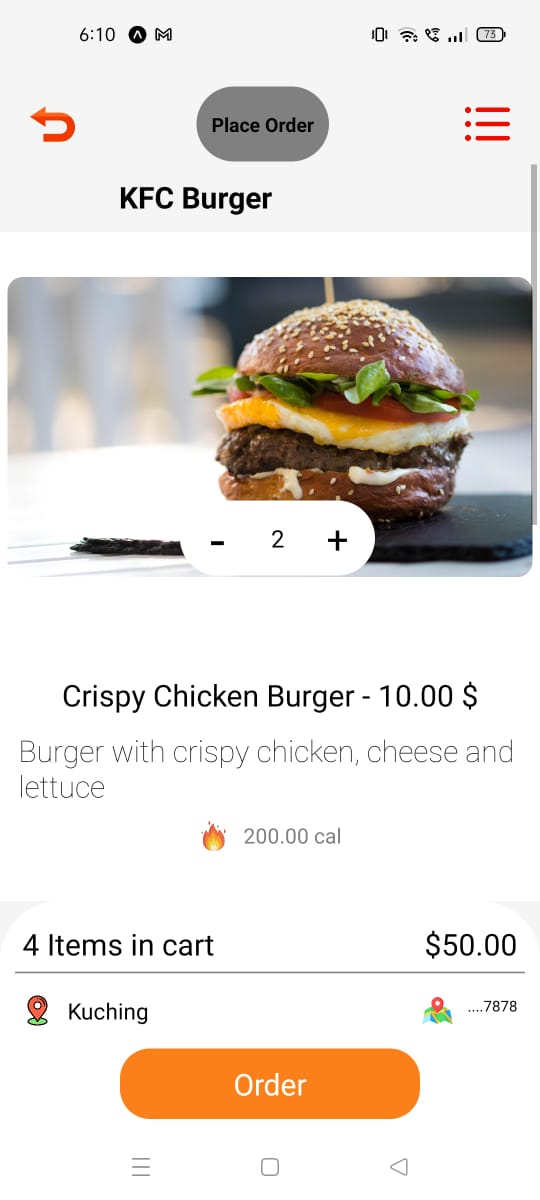 6:10
73
Place Order
KFC Burger
- 2 +
Crispy Chicken Burger - 10.00 $
Burger with crispy chicken, cheese and
lettuce
200.00 cal
4 Items in cart $50.00
Kuching ....7878
Order